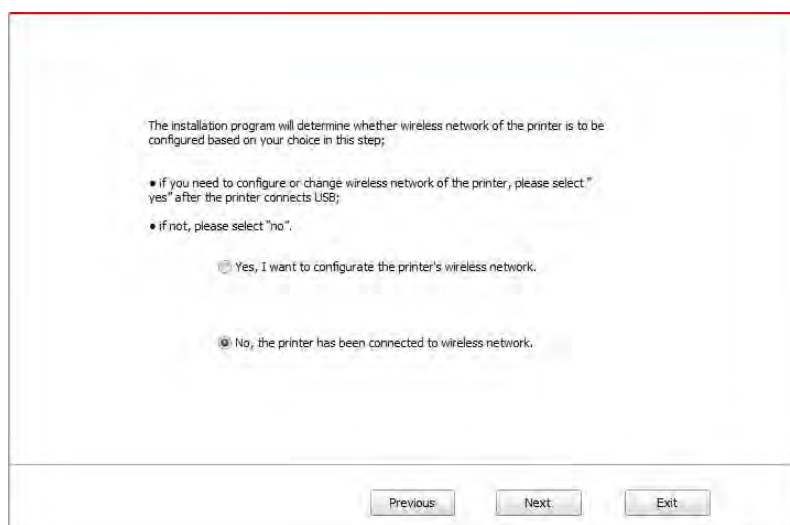 The installation program will determine whether wireless network of the printer is to be
configured based on your choice in this step;
● if you need to configure or change wireless network of the printer, please select "
yes" after the printer connects USB;
● if not, please select "no".
Yes, I want to configurate the printer's wireless network.
No, the printer has been connected to wireless network.
Previous
Next
Exit